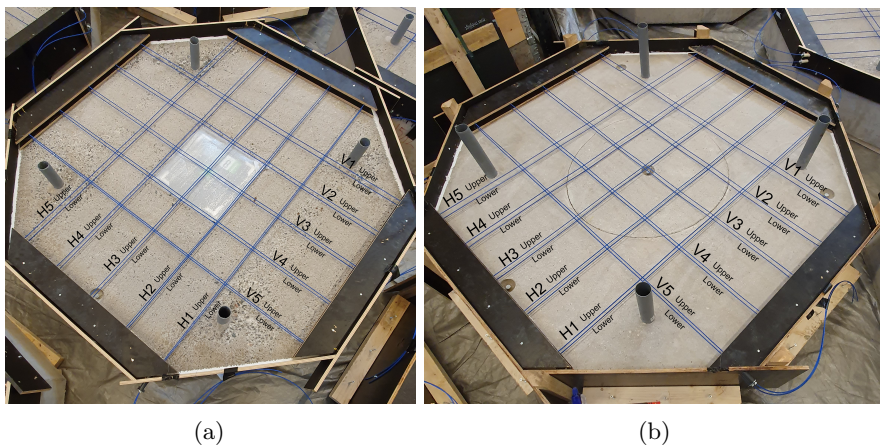 V1 Upper
Lower
V2 Upper
Lower
V3 Upper
Lower
V4 Upper
Lower
V5 Upper
Lower
H5 Upper
Lower
H4 Upper
Lower
H3 Upper
Lower
H2 Upper
Lower
H1 Upper
Lower
(a)
V1 Upper
Lower
V2 Upper
Lower
V3 Upper
Lower
V4 Upper
Lower
V5 Upper
Lower
H5 Upper
Lower
H4 Upper
Lower
H3 Upper
Lower
H2 Upper
Lower
H1 Upper
Lower
(b)